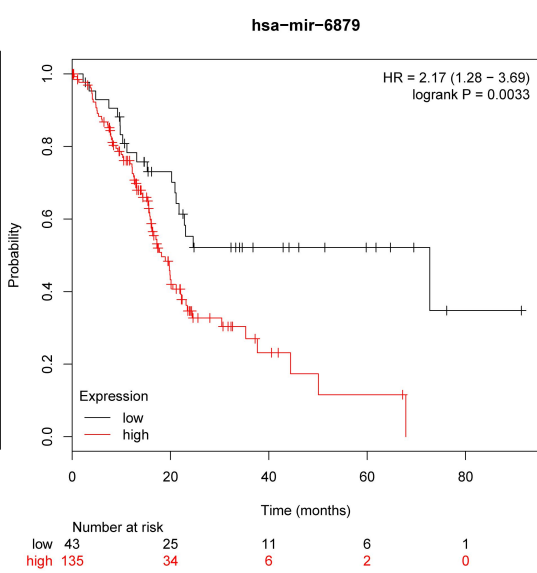 hsa−mir−6879
HR = 2.17 (1.28 − 3.69)
logrank P = 0.0033
1.0
0.8
0.6
0.4
0.2
0.0
Probability
Expression
low
high
0 20 40 60 80
Time (months)
Number at risk
low 43 25 11 6 1
high 135 34 6 2 0